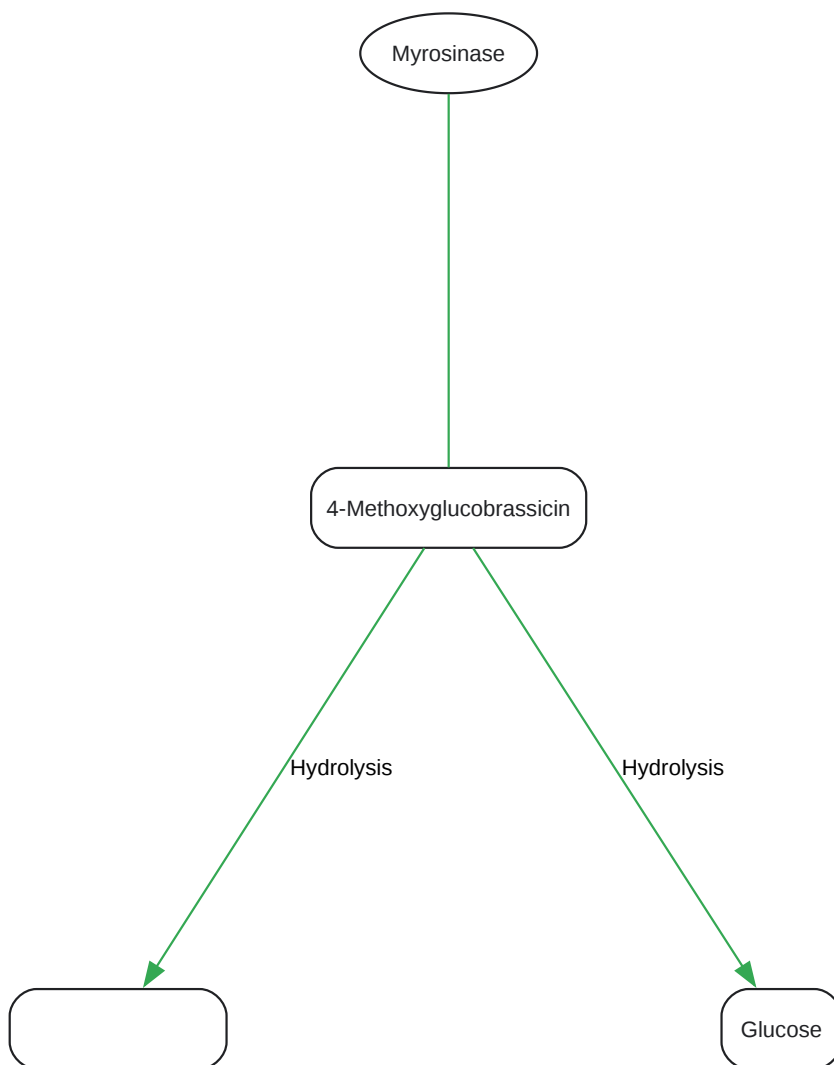 Myrosinase
4-Methoxyglucobrassicin
Hydrolysis
Hydrolysis
Glucose